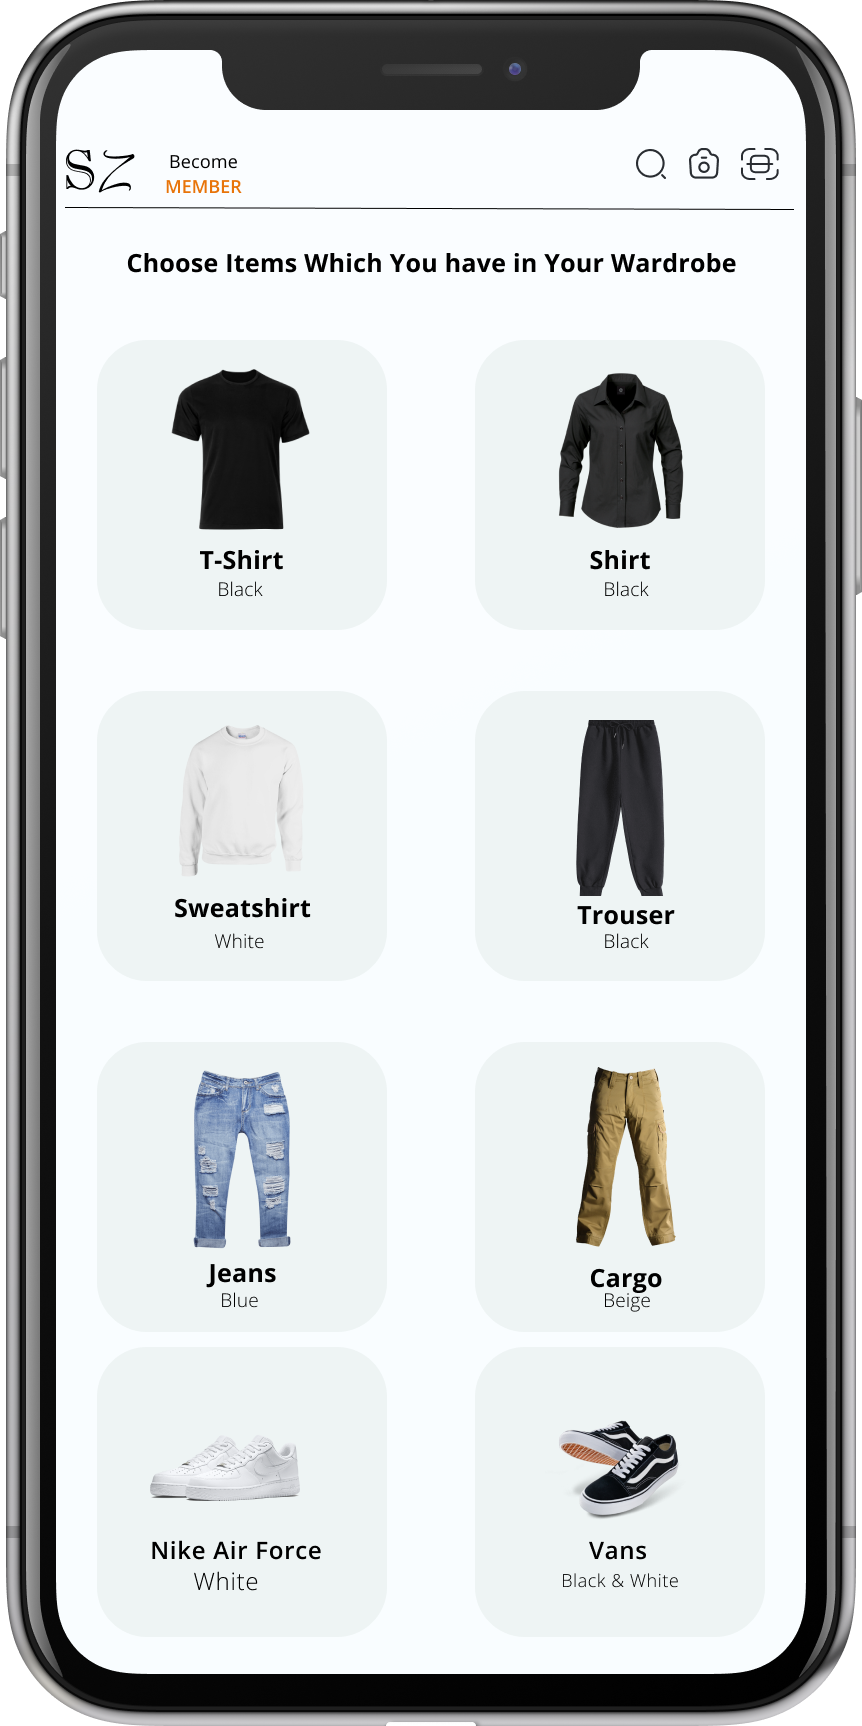 SZ
Become
MEMBER
Choose Items Which You have in Your Wardrobe
T-Shirt
Black
Shirt
Black
Sweatshirt
White
Trouser
Black
Jeans
Blue
Cargo
Beige
Nike Air Force
White
Vans
Black & White